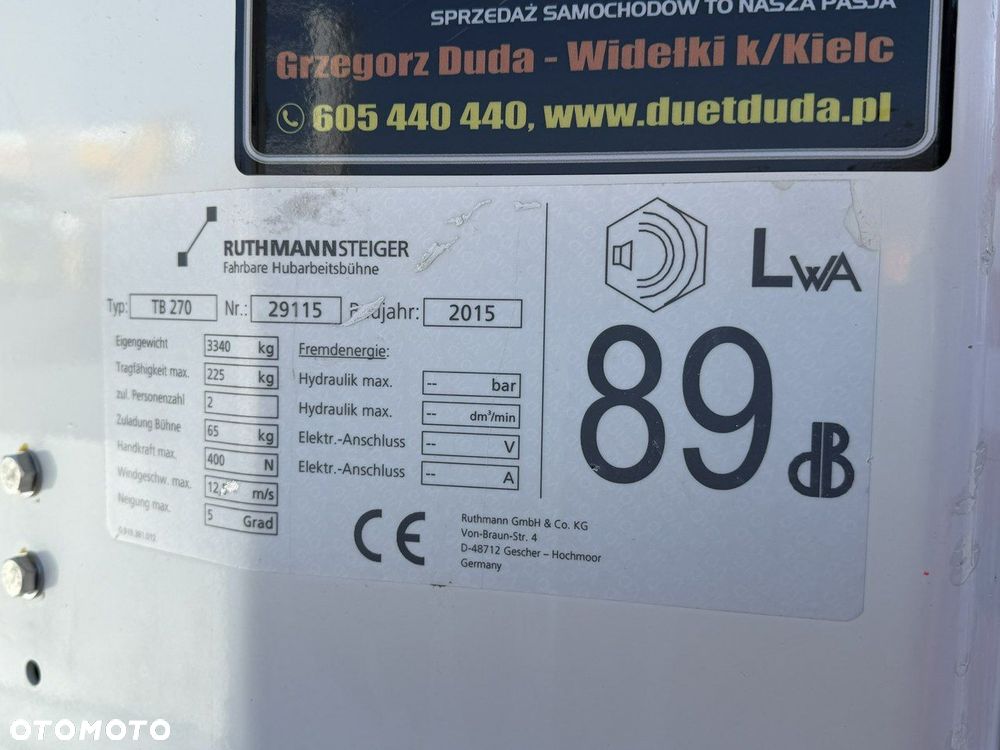 SPRZEDAŻ SAMOCHODÓW TO NASZA PASJA
Grzegorz Duda - Widełki k/Kielc
605 440 440, www.duetduda.pl
RUTHMANNSTEIGER
Fahrbare Hubarbeitsbühne
Typ: TB 270 Nr.: 29115 Baujahr: 2015
Eigengewicht 3340 kg
Tragfähigkeit max. 225 kg
zul. Personenzahl 2
Zuladung Bühne 65 kg
Handkraft max. 400 N
Windgeschw. max. 12,5 m/s
Neigung max. 5 Grad
Fremdenergie:
Hydraulik max. -- bar
Hydraulik max. -- dm³/min
Elektr.-Anschluss -- V
Elektr.-Anschluss -- A
CE
Ruthmann GmbH & Co. KG
Von-Braun-Str. 4
D-48712 Gescher – Hochmoor
Germany
LWA
89 dB
OTOMOTO